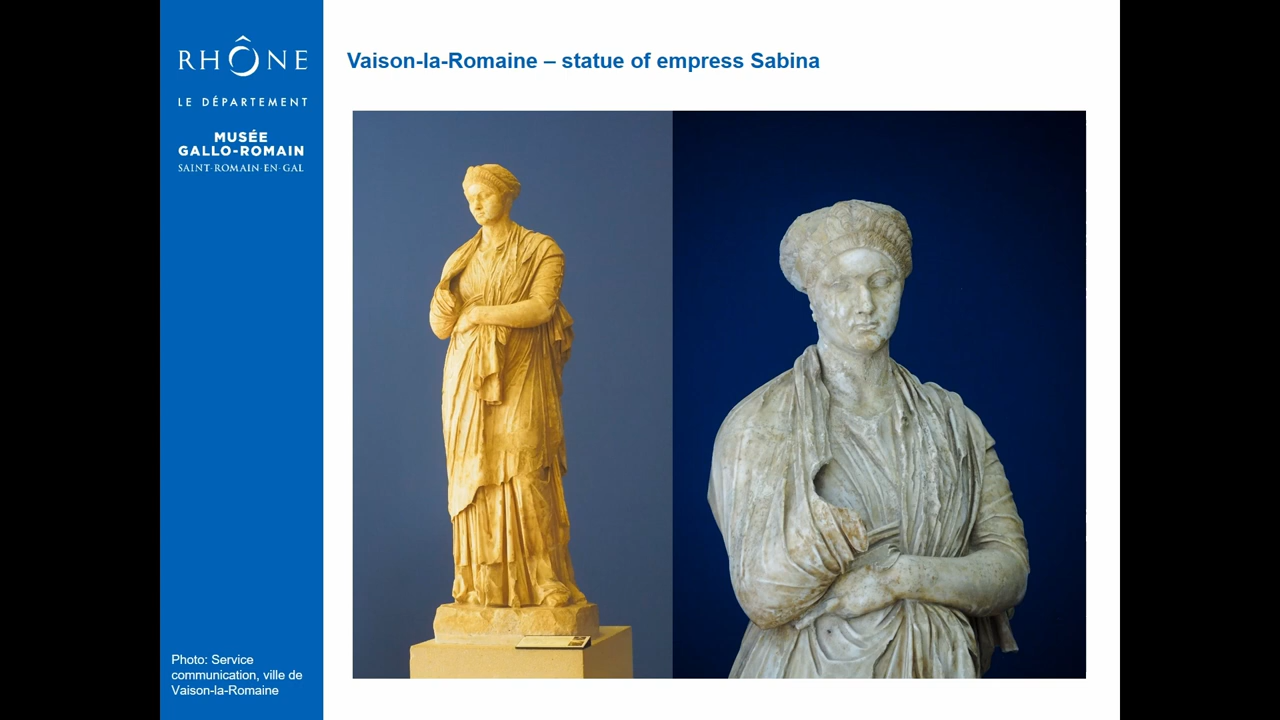 RHÔNE
LE DÉPARTEMENT
MUSÉE
GALLO-ROMAIN
SAINT-ROMAIN-EN-GAL
Vaison-la-Romaine – statue of empress Sabina
Photo: Service
communication, ville de
Vaison-la-Romaine